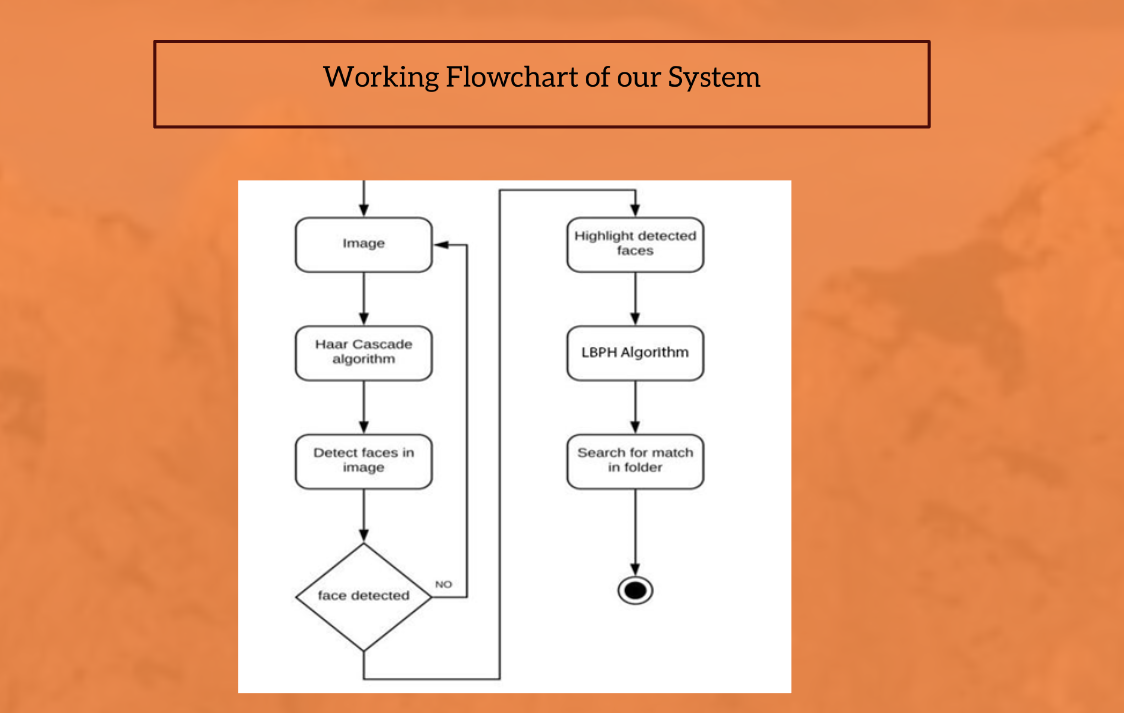 Working Flowchart of our System
Image
Haar Cascade
algorithm
Detect faces in
image
face detected
NO
Highlight detected
faces
LBPH Algorithm
Search for match
in folder